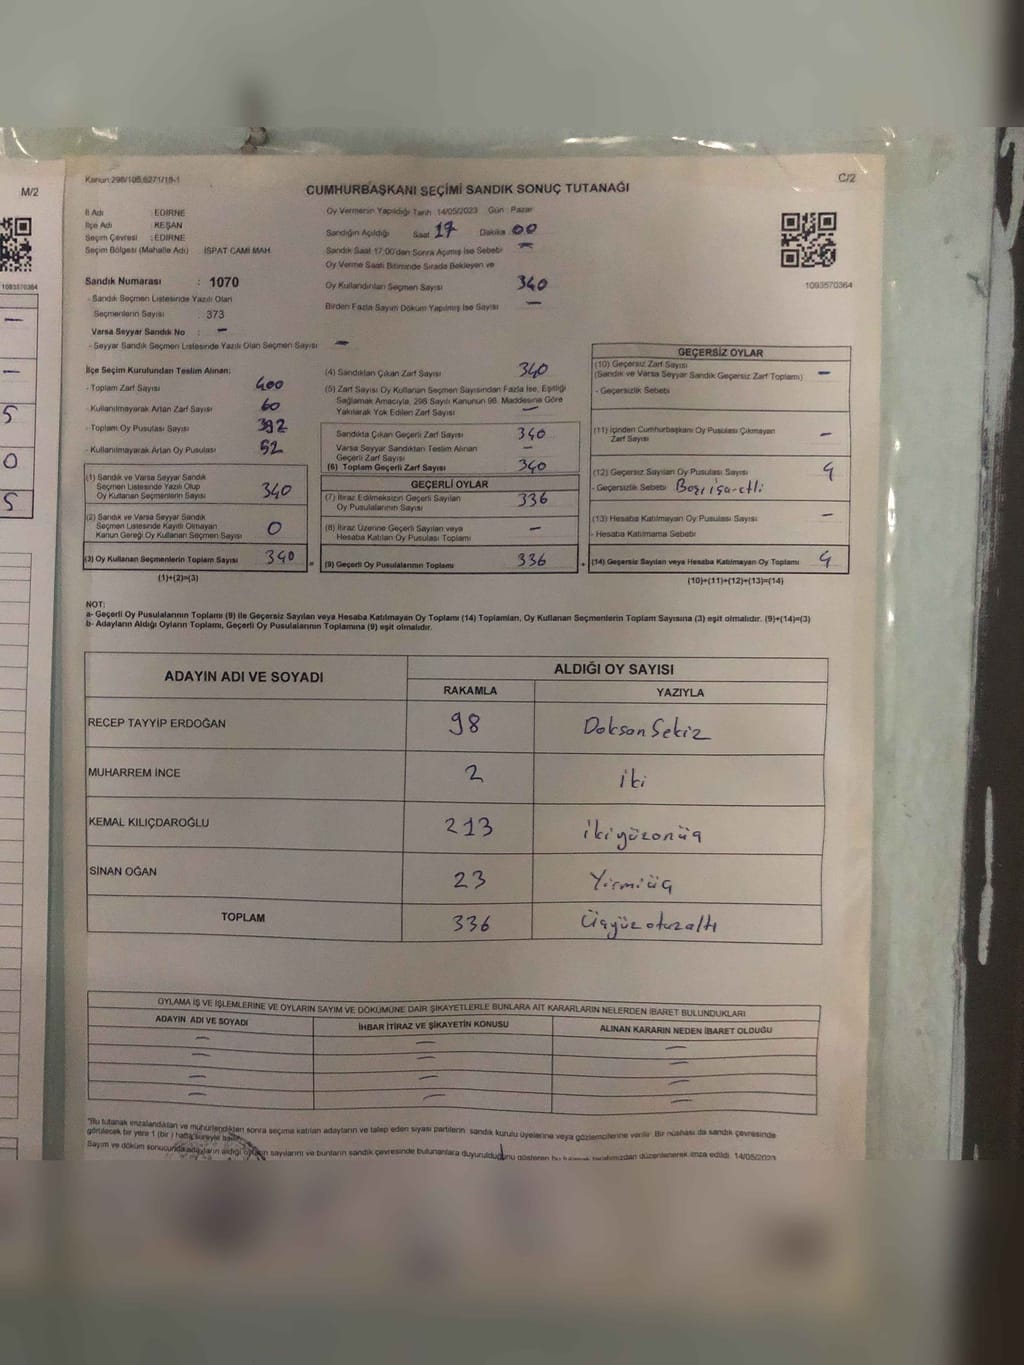 M/2
1093570364
5
0
5
Kanun:298/105,6271/19-1
C/2
CUMHURBAŞKANI SEÇİMİ SANDIK SONUÇ TUTANAĞI
İl Adı : EDİRNE
İlçe Adı : KEŞAN
Seçim Çevresi : EDİRNE
Seçim Bölgesi (Mahalle Adı) İSPAT CAMİ MAH.
Sandık Numarası : 1070
- Sandık Seçmen Listesinde Yazılı Olan
Seçmenlerin Sayısı : 373
Varsa Seyyar Sandık No : -
- Seyyar Sandık Seçmen Listesinde Yazılı Olan Seçmen Sayısı -
Oy Vermenin Yapıldığı Tarih 14/05/2023 Gün : Pazar
Sandığın Açıldığı Saat 17 Dakika 00
Sandık Saat 17:00'dan Sonra Açılmış İse Sebebi -
Oy Verme Saati Bitiminde Sırada Bekleyen ve
Oy Kullandırılan Seçmen Sayısı 340
Birden Fazla Sayım Döküm Yapılmış İse Sayısı -
1093570364
İlçe Seçim Kurulundan Teslim Alınan:
- Toplam Zarf Sayısı 400
- Kullanılmayarak Artan Zarf Sayısı 60
- Toplam Oy Pusulası Sayısı 392
- Kullanılmayarak Artan Oy Pusulası 52
(1) Sandık ve Varsa Seyyar Sandık
Seçmen Listesinde Yazılı Olup
Oy Kullanan Seçmenlerin Sayısı 340
(2) Sandık ve Varsa Seyyar Sandık
Seçmen Listesinde Kayıtlı Olmayan
Kanun Gereği Oy Kullanan Seçmen Sayısı 0
(3) Oy Kullanan Seçmenlerin Toplam Sayısı 340 =
(1)+(2)=(3)
(4) Sandıktan Çıkan Zarf Sayısı 340
(5) Zarf Sayısı Oy Kullanan Seçmen Sayısından Fazla İse, Eşitliği
Sağlamak Amacıyla, 298 Sayılı Kanunun 98. Maddesine Göre
Yakılarak Yok Edilen Zarf Sayısı -
Sandıkta Çıkan Geçerli Zarf Sayısı 340
Varsa Seyyar Sandıktan Teslim Alınan
Geçerli Zarf Sayısı -
(6) Toplam Geçerli Zarf Sayısı 340
GEÇERLİ OYLAR
(7) İtiraz Edilmeksizin Geçerli Sayılan
Oy Pusulasının Sayısı 336
(8) İtiraz Üzerine Geçerli Sayılan veya
Hesaba Katılan Oy Pusulası Toplamı -
(9) Geçerli Oy Pusulalarının Toplamı 336 +
GEÇERSİZ OYLAR
(10) Geçersiz Zarf Sayısı
(Sandık ve Varsa Seyyar Sandık Geçersiz Zarf Toplamı) -
- Geçersizlik Sebebi
(11) İçinden Cumhurbaşkanı Oy Pusulası Çıkmayan
Zarf Sayısı -
(12) Geçersiz Sayılan Oy Pusulası Sayısı 4
- Geçersizlik Sebebi Boş, işaretli
(13) Hesaba Katılmayan Oy Pusulası Sayısı -
- Hesaba Katılmama Sebebi
(14) Geçersiz Sayılan veya Hesaba Katılmayan Oy Toplamı 4
(10)+(11)+(12)+(13)=(14)
NOT:
a- Geçerli Oy Pusulalarının Toplamı (9) ile Geçersiz Sayılan veya Hesaba Katılmayan Oy Toplamı (14) Toplamları, Oy Kullanan Seçmenlerin Toplam Sayısına (3) eşit olmalıdır. (9)+(14)=(3)
b- Adayların Aldığı Oyların Toplamı, Geçerli Oy Pusulalarının Toplamına (9) eşit olmalıdır.
ADAYIN ADI VE SOYADI
ALDIĞI OY SAYISI
RAKAMLA YAZIYLA
RECEP TAYYİP ERDOĞAN 98 Doksan Sekiz
MUHARREM İNCE 2 iki
KEMAL KILIÇDAROĞLU 213 ikiyüzonüç
SİNAN OĞAN 23 Yirmiüç
TOPLAM 336 Üçyüzotuzaltı
OYLAMA İŞ VE İŞLEMLERİNE VE OYLARIN SAYIM VE DÖKÜMÜNE DAİR ŞİKAYETLERLE BUNLARA AİT KARARLARIN NELERDEN İBARET BULUNDUKLARI
ADAYIN ADI VE SOYADI İHBAR İTİRAZ VE ŞİKAYETİN KONUSU ALINAN KARARIN NEDEN İBARET OLDUĞU
"Bu tutanak imzalandıktan ve mühürlendikten sonra seçime katılan adayların ve talep eden siyasi partilerin sandık kurulu üyelerine veya gözlemcilerine verilir. Bir nüshası da sandık çevresinde
görülecek bir yere 1 (bir) hafta süreyle asılır.
Sayım ve döküm sonucunda adayların aldığı oyların sayılarını ve bunların sandık çevresinde bulunanlara duyurulduğunu gösteren bu tutanak tarafımızdan düzenlenerek imza edildi. 14/05/2023